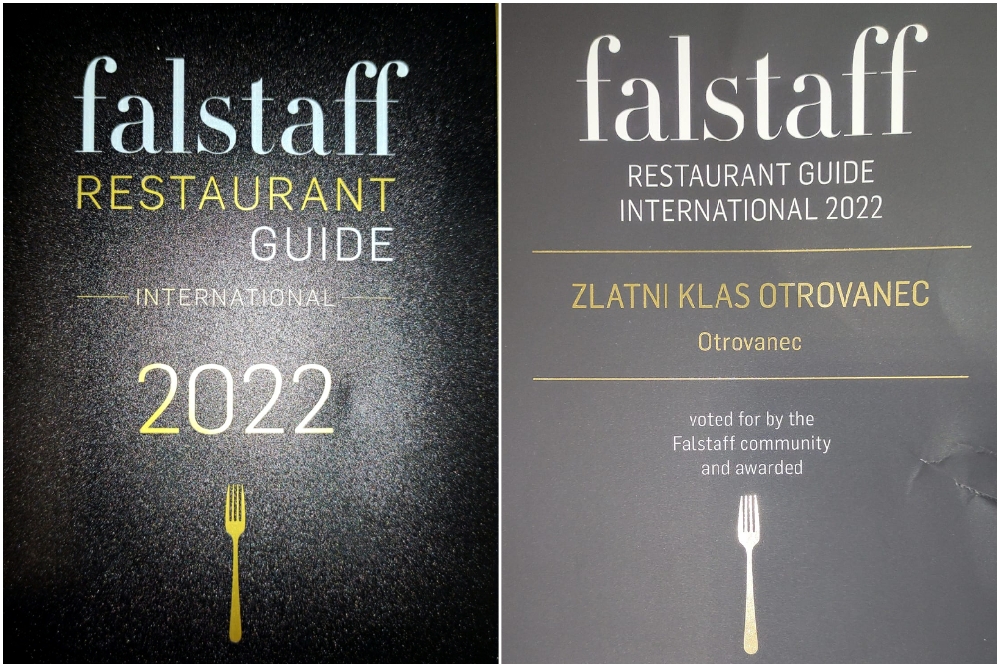 falstaff
RESTAURANT
GUIDE
INTERNATIONAL
2022
falstaff
RESTAURANT GUIDE
INTERNATIONAL 2022
ZLATNI KLAS OTROVANEC
Otrovanec
voted for by the
Falstaff community
and awarded